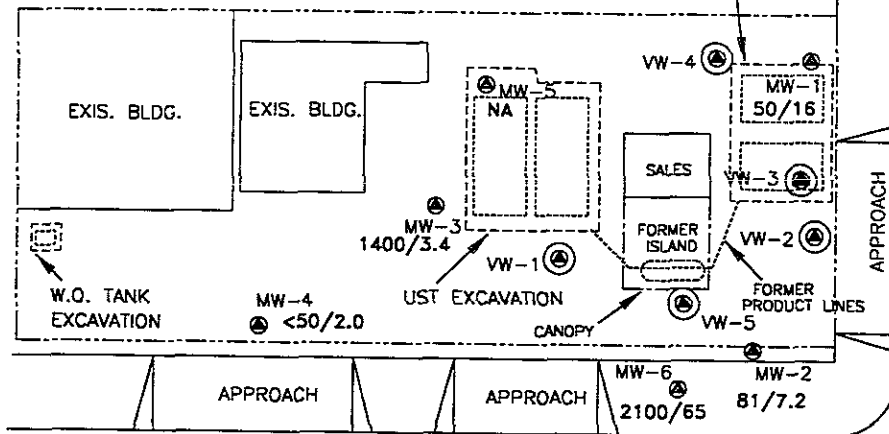 VW-4
MW-1
50/16
MW-5
NA
EXIS. BLDG.
EXIS. BLDG.
SALES
VW-3
MW-3
1400/3.4
FORMER
ISLAND
VW-2
VW-1
APPROACH
W.O. TANK
EXCAVATION
MW-4
<50/2.0
UST EXCAVATION
CANOPY
FORMER
PRODUCT LINES
VW-5
APPROACH
APPROACH
MW-6
2100/65
MW-2
81/7.2